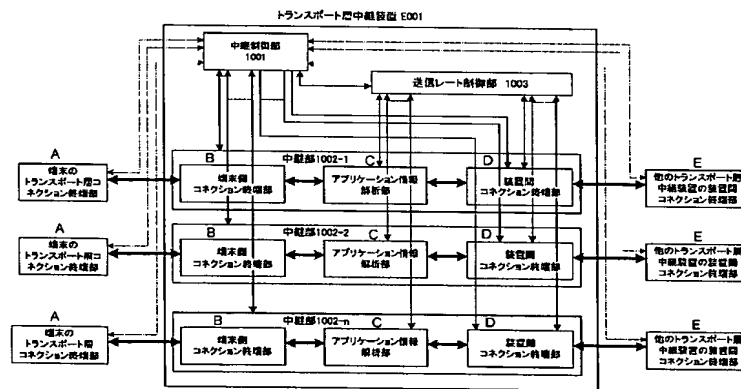 トランスポート層中継装置 E001
中継制御部
1001
送信レート制御部 1003
中継部1002-1
A
端末の
トランスポート層コ
ネクション終端部
B
端末側
コネクション終端部
C
アプリケーション情報
解析部
D
装置間
コネクション終端部
E
他のトランスポート層
中継装置の装置間
コネクション終端部
中継部1002-2
A
端末の
トランスポート層コ
ネクション終端部
B
端末側
コネクション終端部
C
アプリケーション情報
解析部
D
装置間
コネクション終端部
E
他のトランスポート層
中継装置の装置間
コネクション終端部
中継部1002-n
A
端末の
トランスポート層
コネクション終端部
B
端末側
コネクション終端部
C
アプリケーション情報
解析部
D
装置間
コネクション終端部
E
他のトランスポート層
中継装置の装置間
コネクション終端部